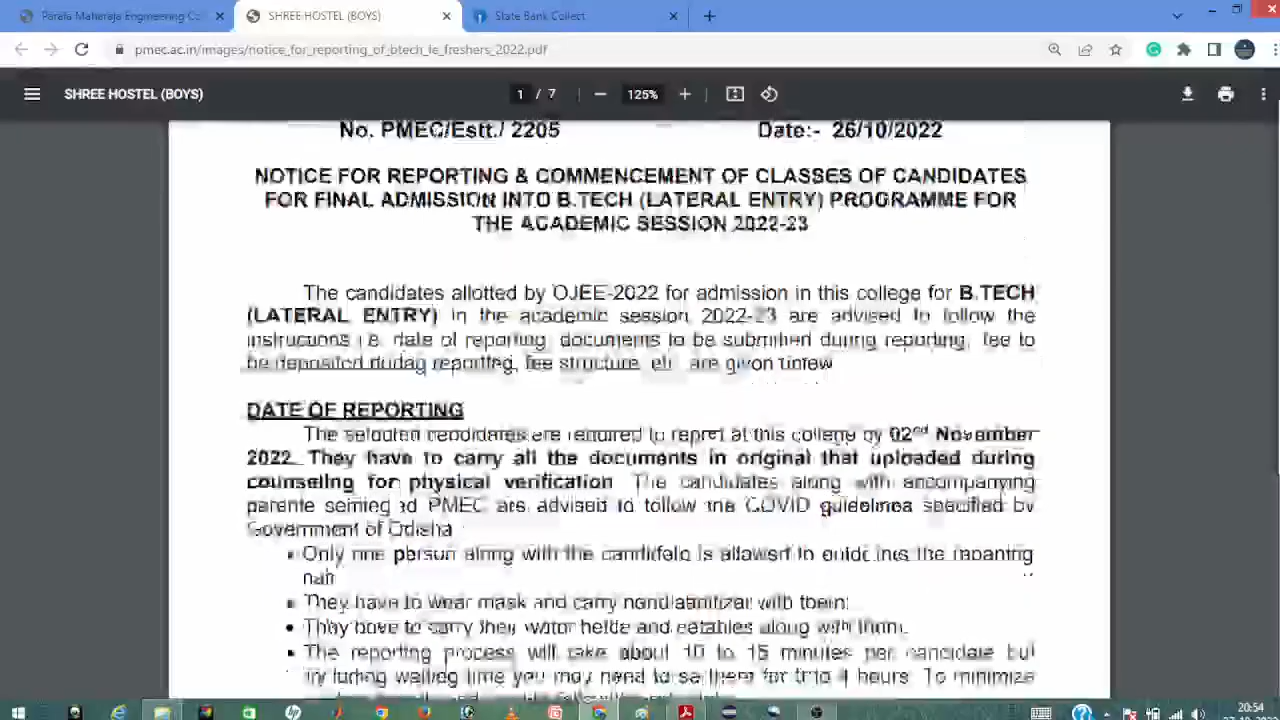 Parala Maharaja Engineering Co
SHREE HOSTEL (BOYS)
State Bank Collect
pmec.ac.in/images/notice_for_reporting_of_btech_le_freshers_2022.pdf
SHREE HOSTEL (BOYS)
1 / 7
125%
No. PMEC/Estt./ 2205 Date:- 26/10/2022
NOTICE FOR REPORTING & COMMENCEMENT OF CLASSES OF CANDIDATES
FOR FINAL ADMISSION INTO B.TECH (LATERAL ENTRY) PROGRAMME FOR
THE ACADEMIC SESSION 2022-23
The candidates allotted by OJEE-2022 for admission in this college for B.TECH
(LATERAL ENTRY) in the academic session 2022-23 are advised to follow the
instructions i.e. date of reporting, documents to be submitted during reporting, fee to
be deposited during reporting, fee structure, etc. are given
DATE OF REPORTING
The selected candidates are required to report at this college by 02nd November
2022. They have to carry all the documents in original that uploaded during
counseling for physical verification. The candidates along with accompanying
PMEC are advised to follow the COVID guidelines specified by
Government of Odisha
Only one person along with the candidate is allowed to the
They have to wear mask and carry with them.
They have to carry their water bottle and eatables along with them.
The reporting process will take about 10 to 15 minutes per candidate but
waiting time you may need to 4 hours. To minimize
20:54